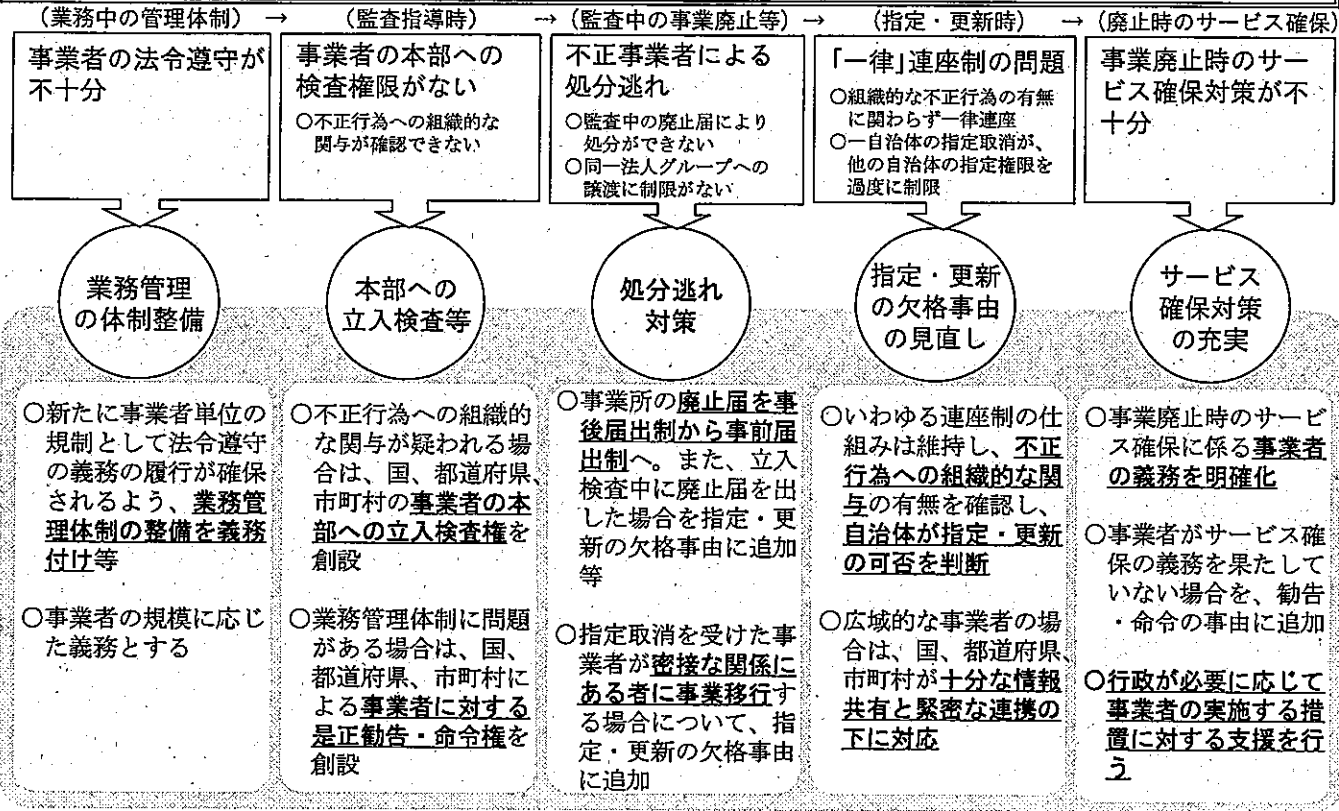 (業務中の管理体制) → (監査指導時) → (監査中の事業廃止等) → (指定・更新時) → (廃止時のサービス確保)
事業者の法令遵守が
不十分
事業者の本部への
検査権限がない
○不正行為への組織的な
関与が確認できない
不正事業者による
処分逃れ
○監査中の廃止届により
処分ができない
○同一法人グループへの
譲渡に制限がない
「一律」連座制の問題
○組織的な不正行為の有無
に関わらず一律連座
○一自治体の指定取消が、
他の自治体の指定権限を
過度に制限
事業廃止時のサー
ビス確保対策が不
十分
業務管理
の体制整備
本部への
立入検査等
処分逃れ
対策
指定・更新
の欠格事由
の見直し
サービス
確保対策
の充実
○新たに事業者単位の
規制として法令遵守
の義務の履行が確保
されるよう、業務管
理体制の整備を義務
付け等
○事業者の規模に応じ
た義務とする
○不正行為への組織的
な関与が疑われる場
合は、国、都道府県、
市町村の事業者の本
部への立入検査権を
創設
○業務管理体制に問題
がある場合は、国、
都道府県、市町村に
よる事業者に対する
是正勧告・命令権を
創設
○事業所の廃止届を事
後届出制から事前届
出制へ。また、立入
検査中に廃止届を出
した場合を指定・更
新の欠格事由に追加
等
○指定取消を受けた事
業者が密接な関係に
ある者に事業移行す
る場合について、指
定・更新の欠格事由
に追加
○いわゆる連座制の仕
組みは維持し、不正
行為への組織的な関
与の有無を確認し、
自治体が指定・更新
の可否を判断
○広域的な事業者の場
合は、国、都道府県、
市町村が十分な情報
共有と緊密な連携の
下に対応
○事業廃止時のサービ
ス確保に係る事業者
の義務を明確化
○事業者がサービス確
保の義務を果たして
いない場合を、勧告
・命令の事由に追加
○行政が必要に応じて
事業者の実施する措
置に対する支援を行
う